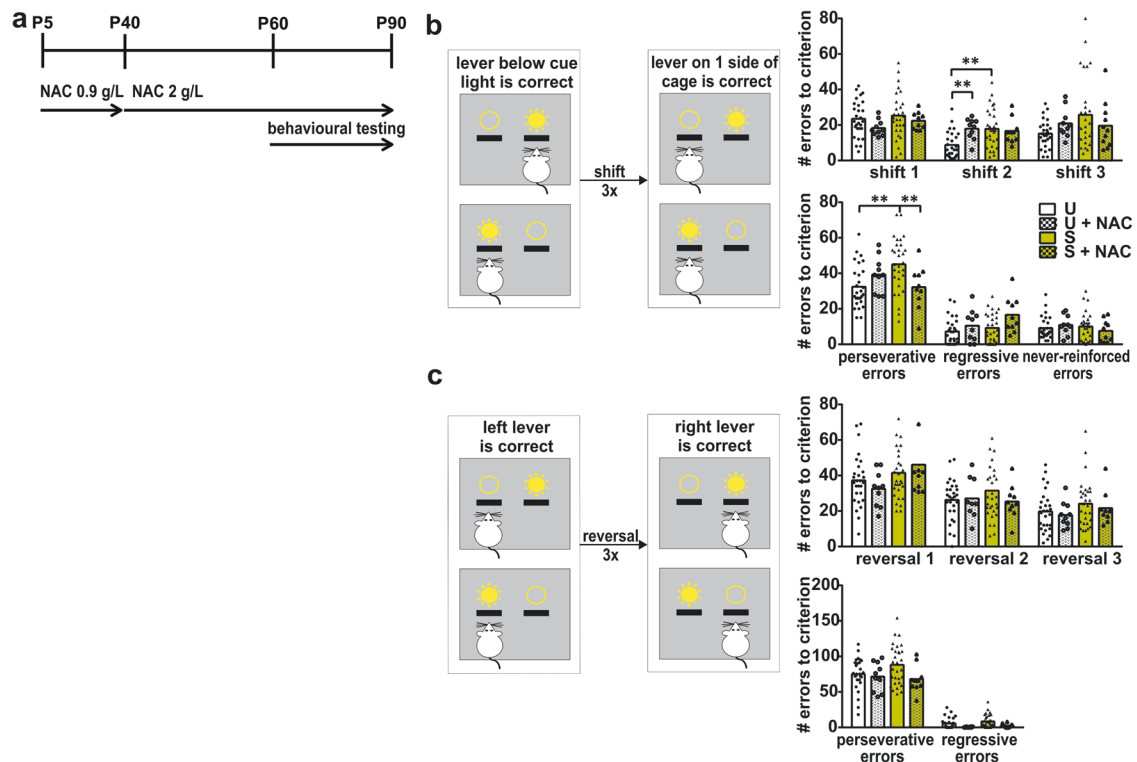 a
P5 P40 P60 P90
NAC 0.9 g/L NAC 2 g/L
behavioural testing
b
lever below cue
light is correct
shift
3x
lever on 1 side of
cage is correct
# errors to criterion
80
60
40
20
0
**
**
shift 1 shift 2 shift 3
# errors to criterion
80
60
40
20
0
** **
U
U + NAC
S
S + NAC
perseverative regressive never-reinforced
errors errors errors
c
left lever
is correct
reversal
3x
right lever
is correct
# errors to criterion
80
60
40
20
0
reversal 1 reversal 2 reversal 3
# errors to criterion
200
150
100
50
0
perseverative regressive
errors errors